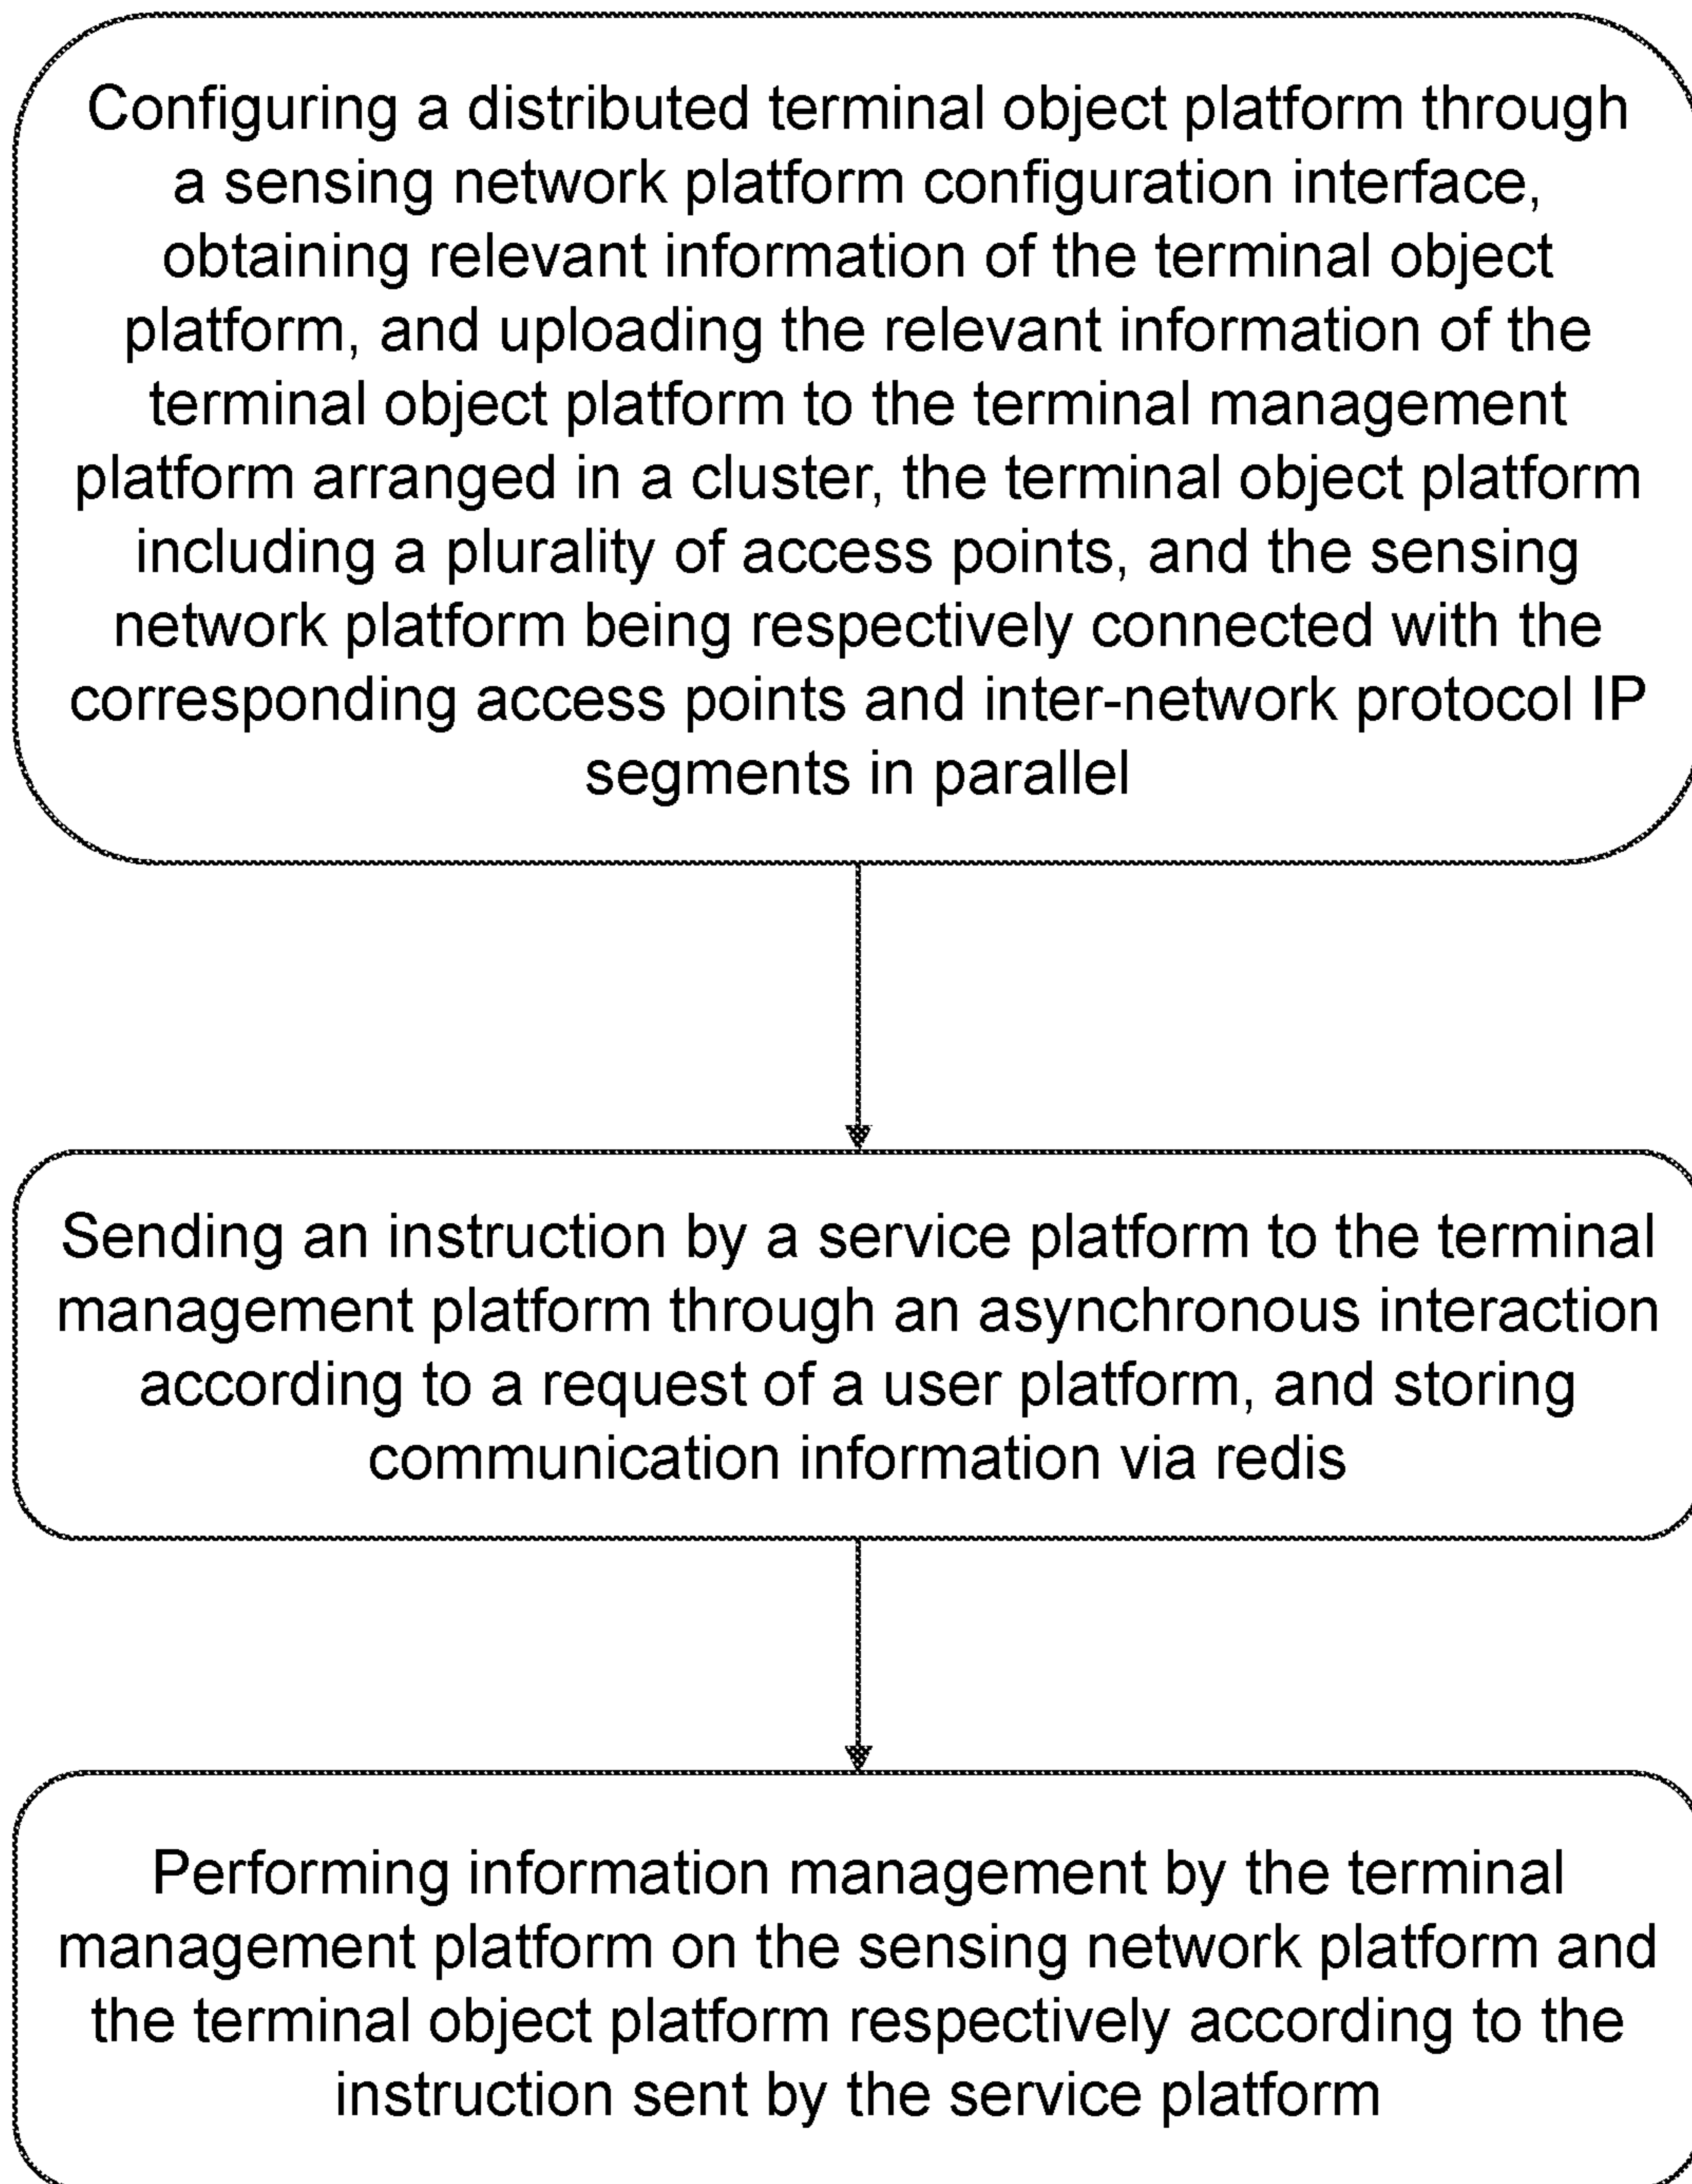 Configuring a distributed terminal object platform through
a sensing network platform configuration interface,
obtaining relevant information of the terminal object
platform, and uploading the relevant information of the
terminal object platform to the terminal management
platform arranged in a cluster, the terminal object platform
including a plurality of access points, and the sensing
network platform being respectively connected with the
corresponding access points and inter-network protocol IP
segments in parallel
Sending an instruction by a service platform to the terminal
management platform through an asynchronous interaction
according to a request of a user platform, and storing
communication information via redis
Performing information management by the terminal
management platform on the sensing network platform and
the terminal object platform respectively according to the
instruction sent by the service platform